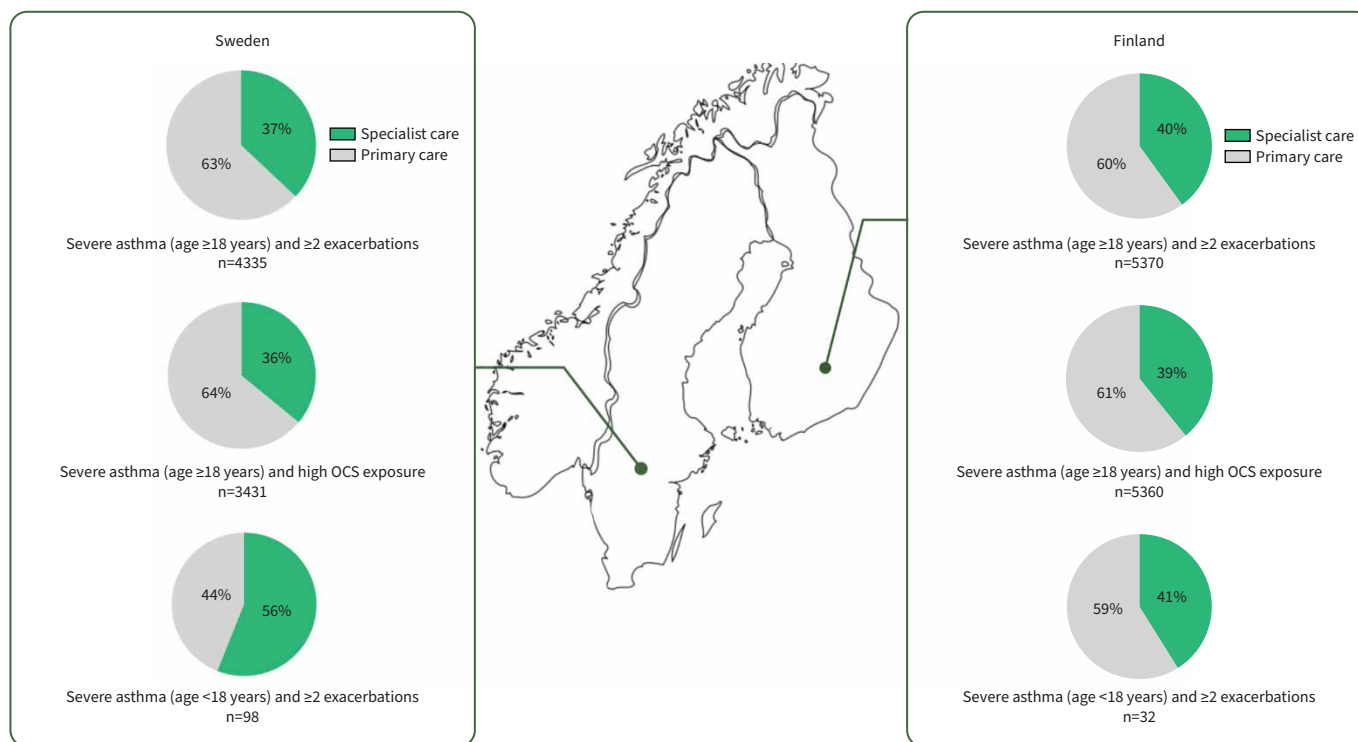 Sweden
37%
63%
Specialist care
Primary care
Severe asthma (age ≥18 years) and ≥2 exacerbations
n=4335
36%
64%
Severe asthma (age ≥18 years) and high OCS exposure
n=3431
44%
56%
Severe asthma (age <18 years) and ≥2 exacerbations
n=98
Finland
40%
60%
Specialist care
Primary care
Severe asthma (age ≥18 years) and ≥2 exacerbations
n=5370
39%
61%
Severe asthma (age ≥18 years) and high OCS exposure
n=5360
41%
59%
Severe asthma (age <18 years) and ≥2 exacerbations
n=32